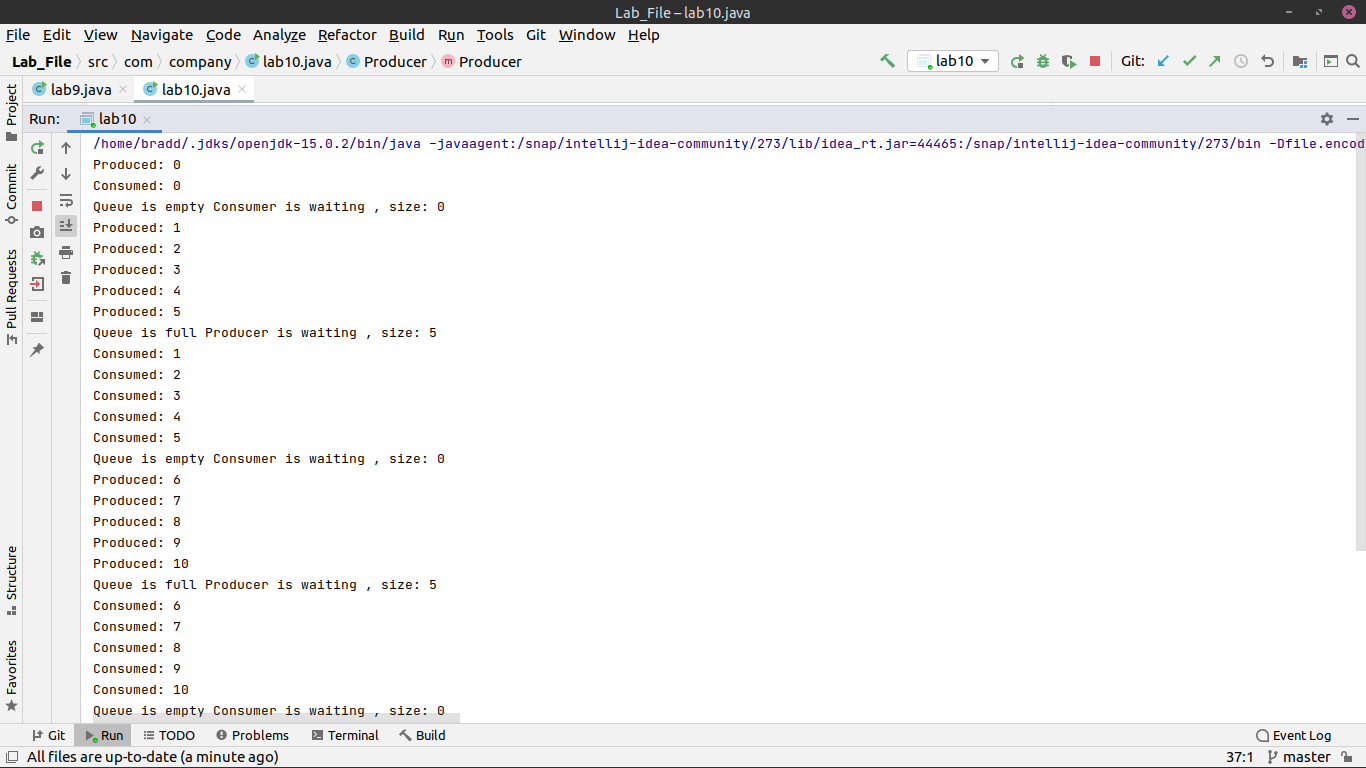 Lab_File – lab10.java
File Edit View Navigate Code Analyze Refactor Build Run Tools Git Window Help
Lab_File src com company lab10.java Producer Producer lab10 Git:
lab9.java lab10.java
Run: lab10
Project
Commit
Pull Requests
Structure
Favorites
/home/bradd/.jdks/openjdk-15.0.2/bin/java -javaagent:/snap/intellij-idea-community/273/lib/idea_rt.jar=44465:/snap/intellij-idea-community/273/bin -Dfile.encod
Produced: 0
Consumed: 0
Queue is empty Consumer is waiting , size: 0
Produced: 1
Produced: 2
Produced: 3
Produced: 4
Produced: 5
Queue is full Producer is waiting , size: 5
Consumed: 1
Consumed: 2
Consumed: 3
Consumed: 4
Consumed: 5
Queue is empty Consumer is waiting , size: 0
Produced: 6
Produced: 7
Produced: 8
Produced: 9
Produced: 10
Queue is full Producer is waiting , size: 5
Consumed: 6
Consumed: 7
Consumed: 8
Consumed: 9
Consumed: 10
Queue is empty Consumer is waiting , size: 0
Git Run TODO Problems Terminal Build Event Log
All files are up-to-date (a minute ago) 37:1 master